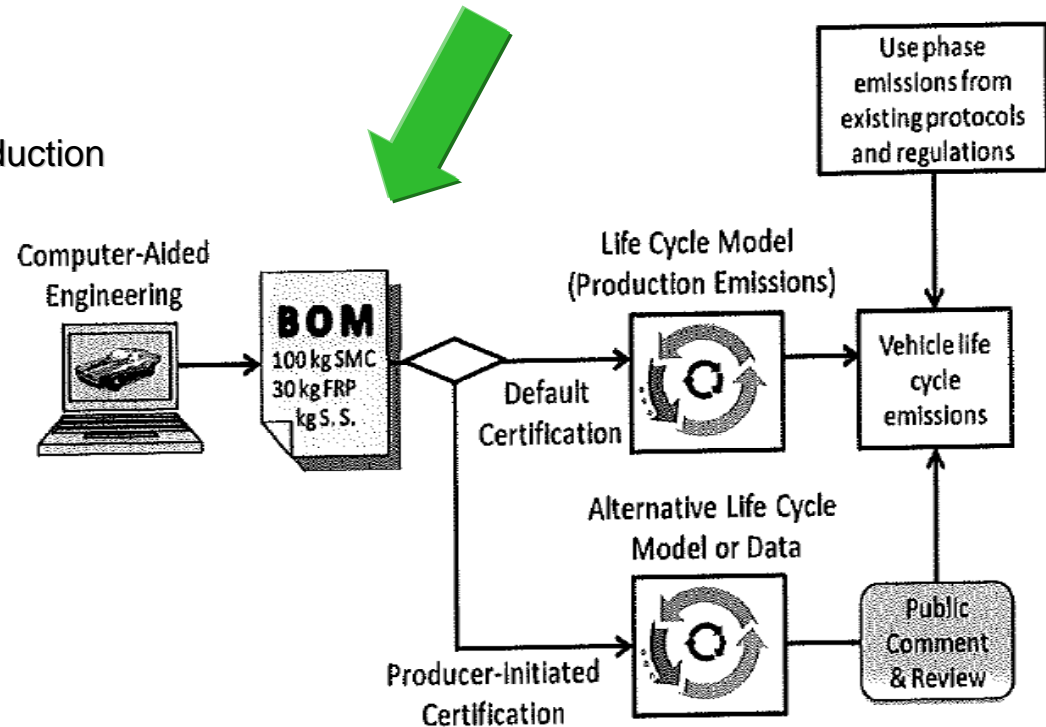 Use phase
emissions from
existing protocols
and regulations
duction
Computer-Aided
Engineering
BOM
100 kg SMC
30 kg FRP
kg S. S.
Life Cycle Model
(Production Emissions)
Default
Certification
Vehicle life
cycle
emissions
Alternative Life Cycle
Model or Data
Producer-Initiated
Certification
Public
Comment
& Review